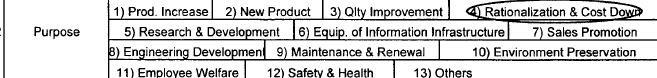 1) Prod. Increase 2) New Product 3) Qlty Improvement 4) Rationalization & Cost Down
Purpose 5) Research & Development 6) Equip. of Information Infrastructure 7) Sales Promotion
8) Engineering Development 9) Maintenance & Renewal 10) Environment Preservation
11) Employee Welfare 12) Safety & Health 13) Others